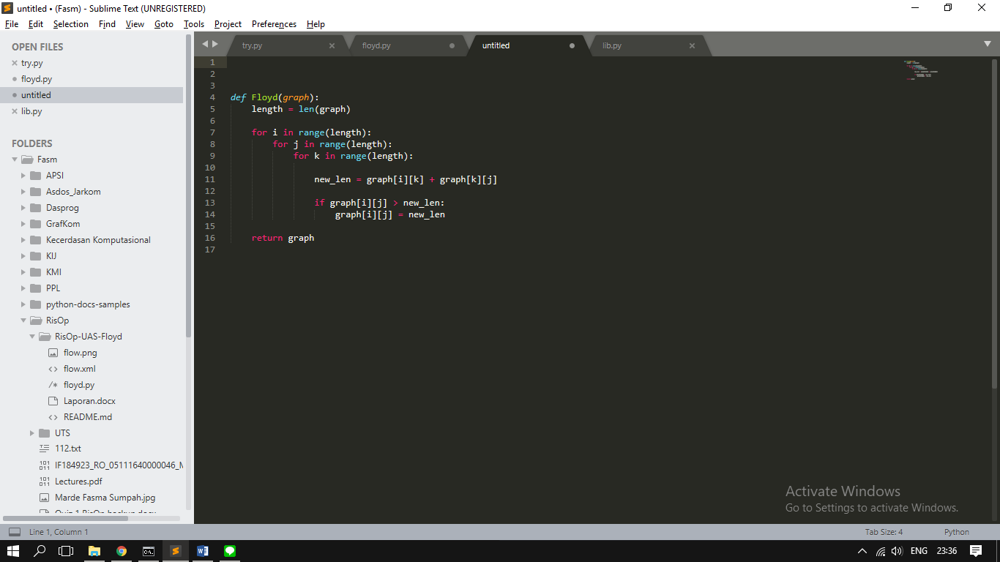 untitled • (Fasm) - Sublime Text (UNREGISTERED)
File Edit Selection Find View Goto Tools Project Preferences Help
OPEN FILES
try.py
floyd.py
untitled
lib.py
FOLDERS
Fasm
APSI
Asdos_Jarkom
Dasprog
GrafKom
Kecerdasan Komputasional
KIJ
KMI
PPL
python-docs-samples
RisOp
RisOp-UAS-Floyd
flow.png
flow.xml
floyd.py
Laporan.docx
README.md
UTS
112.txt
IF184923_RO_05111640000046_M
Lectures.pdf
Marde Fasma Sumpah.jpg
try.py floyd.py untitled lib.py
1
2
3
4 def Floyd(graph):
5 length = len(graph)
6
7 for i in range(length):
8 for j in range(length):
9 for k in range(length):
10
11 new_len = graph[i][k] + graph[k][j]
12
13 if graph[i][j] > new_len:
14 graph[i][j] = new_len
15
16 return graph
17
Activate Windows
Go to Settings to activate Windows.
Line 1, Column 1 Tab Size: 4 Python
ENG 23:36